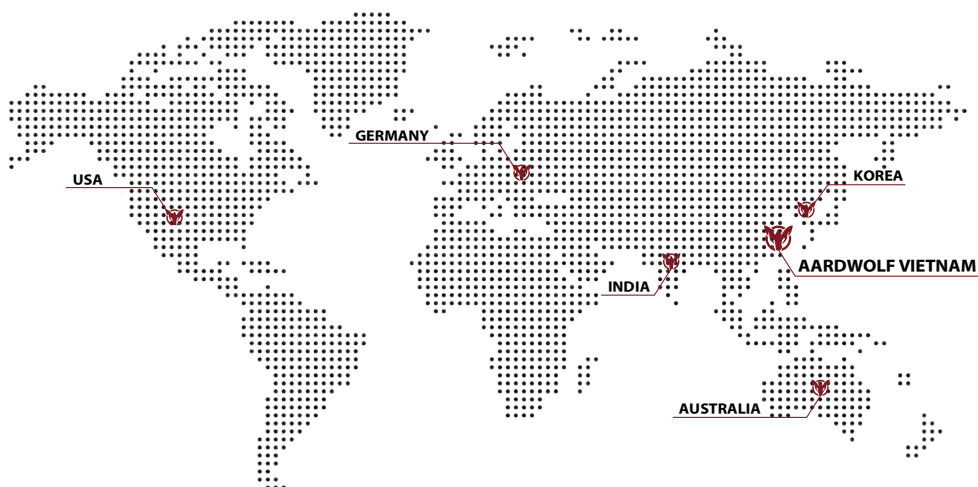 GERMANY
USA
KOREA
AARDWOLF VIETNAM
INDIA
AUSTRALIA